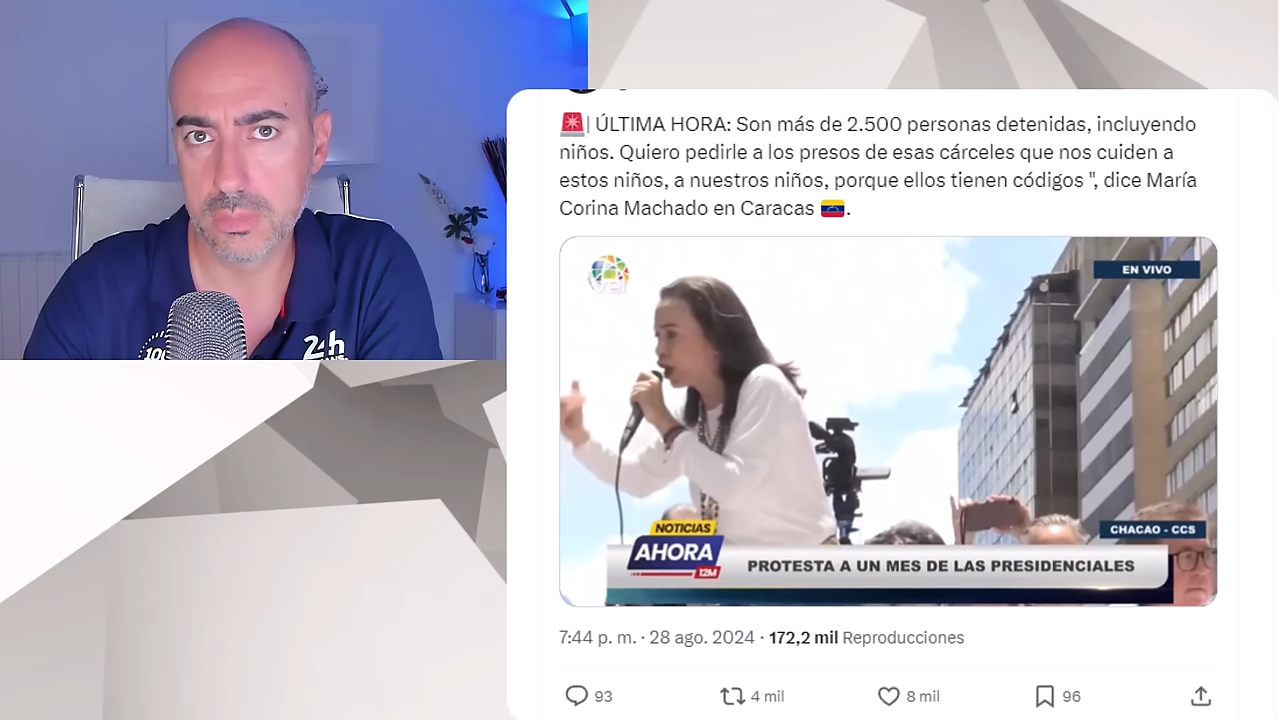 ÚLTIMA HORA: Son más de 2.500 personas detenidas, incluyendo
niños. Quiero pedirle a los presos de esas cárceles que nos cuiden a
estos niños, a nuestros niños, porque ellos tienen códigos ", dice María
Corina Machado en Caracas 🇻🇪.
VPI
EN VIVO
CHACAO - CCS
NOTICIAS
AHORA
12M
PROTESTA A UN MES DE LAS PRESIDENCIALES
7:44 p. m. · 28 ago. 2024 · 172,2 mil Reproducciones
93
4 mil
8 mil
96
24h